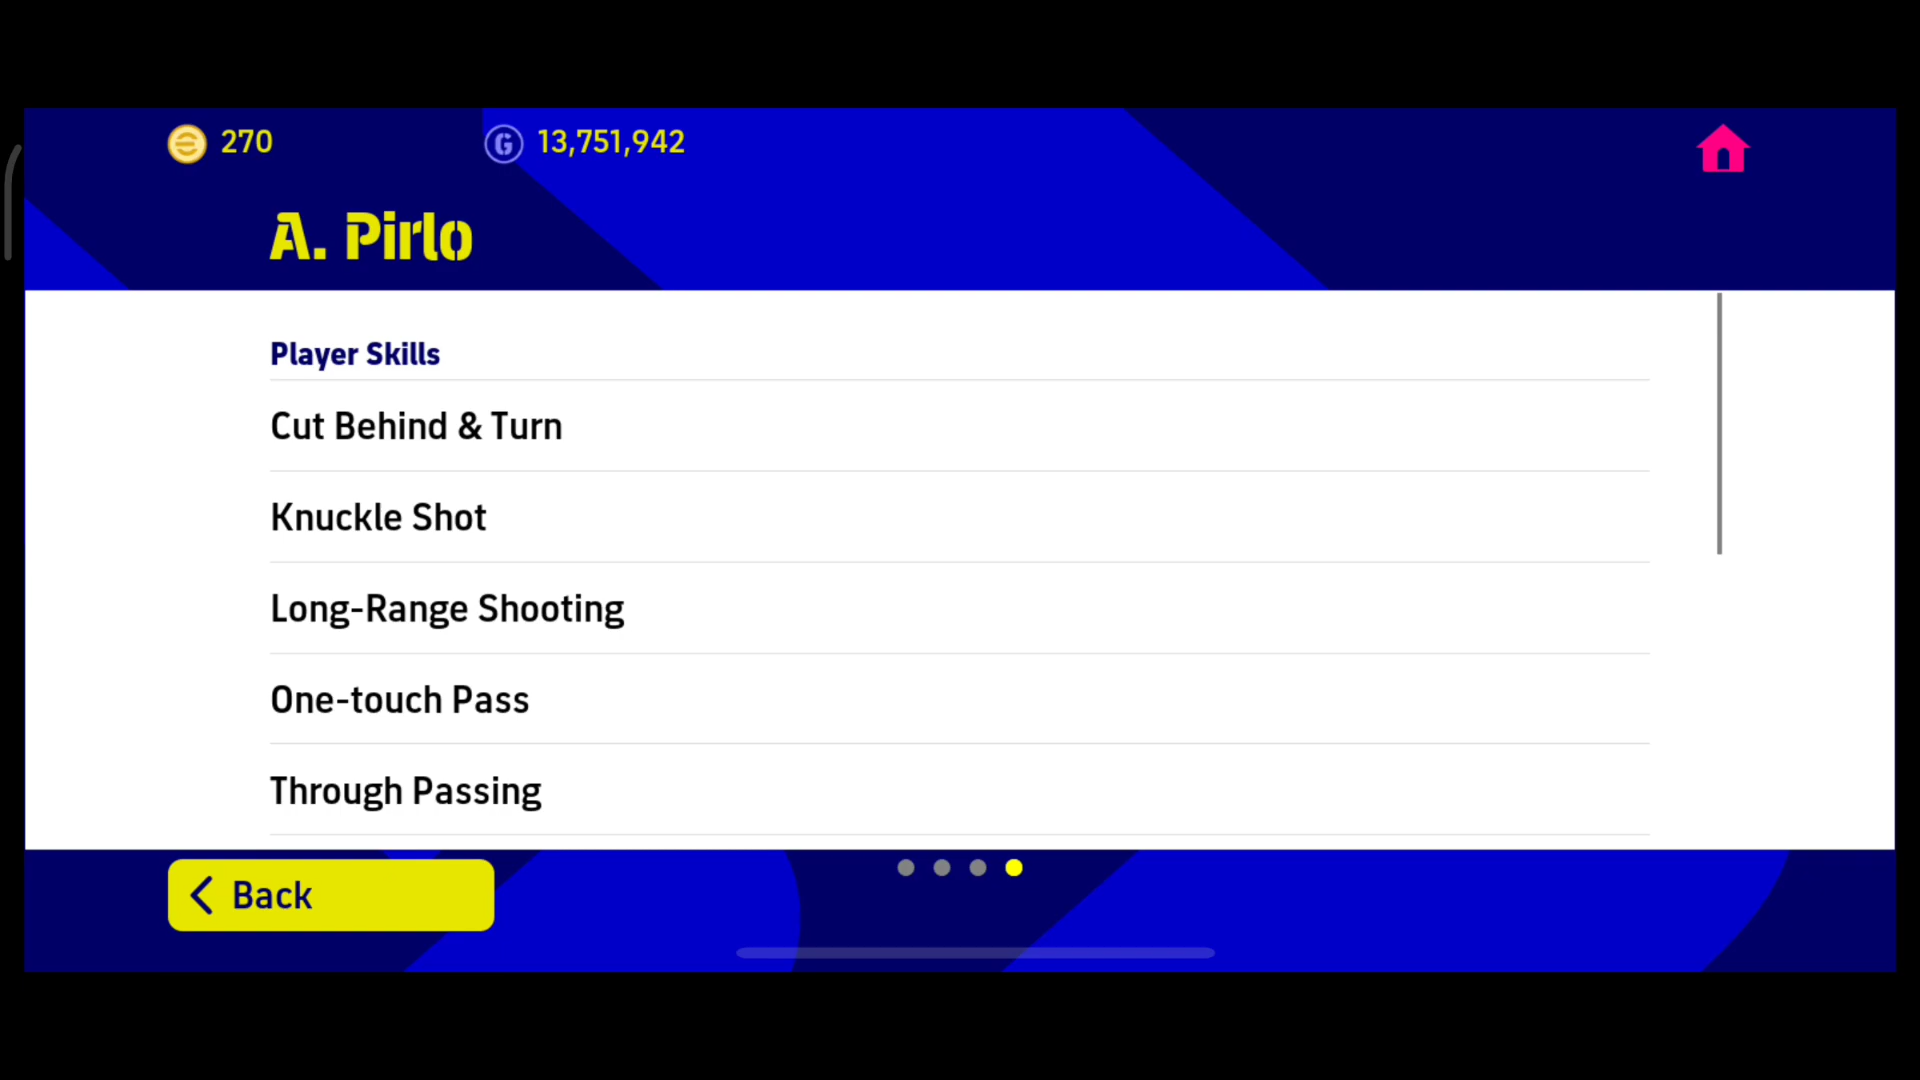 270
G 13,751,942
A. Pirlo
Player Skills
Cut Behind & Turn
Knuckle Shot
Long-Range Shooting
One-touch Pass
Through Passing
Back